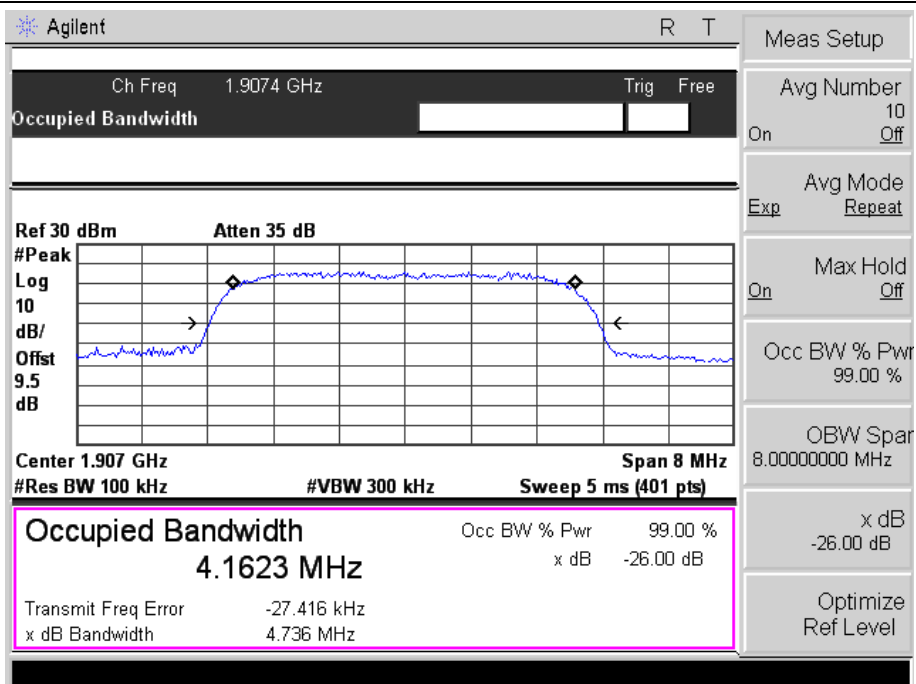 Agilent R T
Ch Freq 1.9074 GHz Trig Free
Occupied Bandwidth
Ref 30 dBm Atten 35 dB
#Peak
Log
10
dB/
Offst
9.5
dB
Center 1.907 GHz Span 8 MHz
#Res BW 100 kHz #VBW 300 kHz Sweep 5 ms (401 pts)
Occupied Bandwidth
4.1623 MHz
Occ BW % Pwr 99.00 %
x dB -26.00 dB
Transmit Freq Error -27.416 kHz
x dB Bandwidth 4.736 MHz
Meas Setup
Avg Number
10
On Off
Avg Mode
Exp Repeat
Max Hold
On Off
Occ BW % Pwr
99.00 %
OBW Span
8.00000000 MHz
x dB
-26.00 dB
Optimize
Ref Level